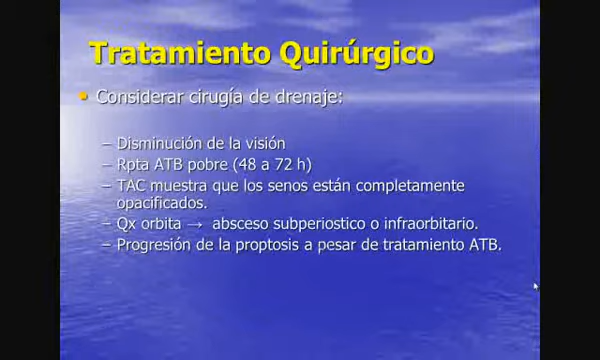 Tratamiento Quirúrgico
Considerar cirugía de drenaje:
– Disminución de la visión
– Rpta ATB pobre (48 a 72 h)
– TAC muestra que los senos están completamente
opacificados.
– Qx orbita → absceso subperiostico o infraorbitario.
– Progresión de la proptosis a pesar de tratamiento ATB.